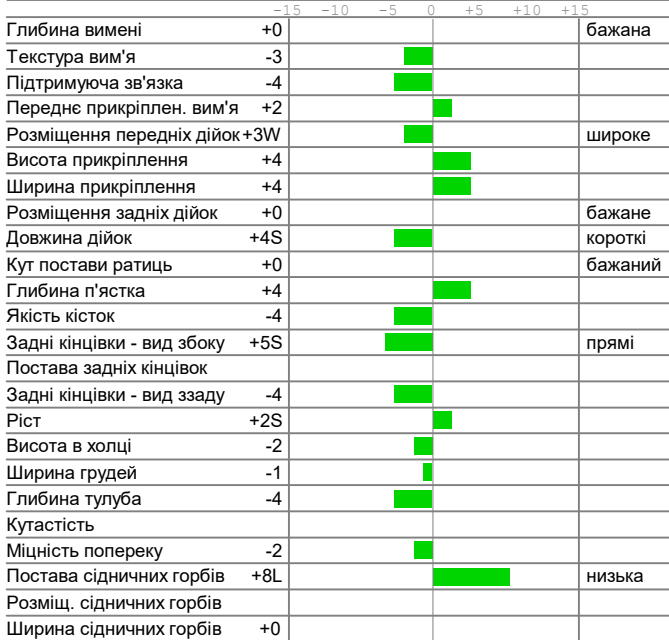 -15 -10 -5 0 +5 +10 +15
Глибина вимені +0 бажана
Текстура вим'я -3
Підтримуюча зв'язка -4
Переднє прикріплен. вим'я +2
Розміщення передніх дійок +3W широке
Висота прикріплення +4
Ширина прикріплення +4
Розміщення задніх дійок +0 бажане
Довжина дійок +4S короткі
Кут постави ратиць +0 бажаний
Глибина п'ястка +4
Якість кісток -4
Задні кінцівки - вид збоку +5S прямі
Постава задніх кінцівок
Задні кінцівки - вид ззаду -4
Ріст +2S
Висота в холці -2
Ширина грудей -1
Глибина тулуба -4
Кутастість
Міцність попереку -2
Постава сідничних горбів +8L низька
Розміщ. сідничних горбів
Ширина сідничних горбів +0